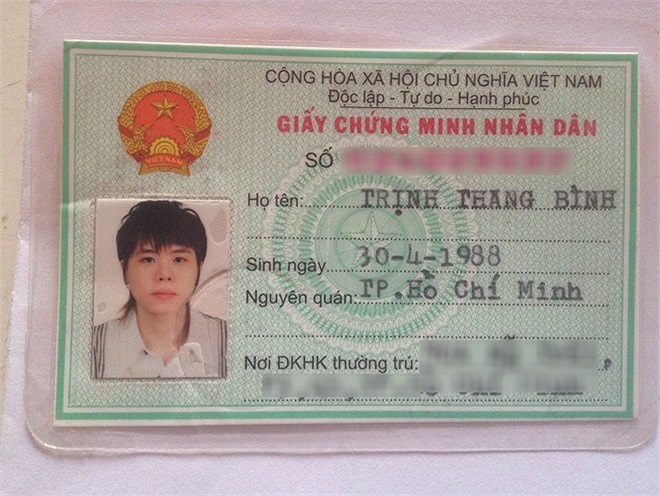 CỘNG HÒA XÃ HỘI CHỦ NGHĨA VIỆT NAM
Độc lập - Tự do - Hạnh phúc
GIẤY CHỨNG MINH NHÂN DÂN
SỐ
VIETNAM
Họ tên: TRỊNH THANG BÌNH
Sinh ngày 30-4-1988
Nguyên quán: TP.Hồ Chí Minh
Nơi ĐKHK thường trú: